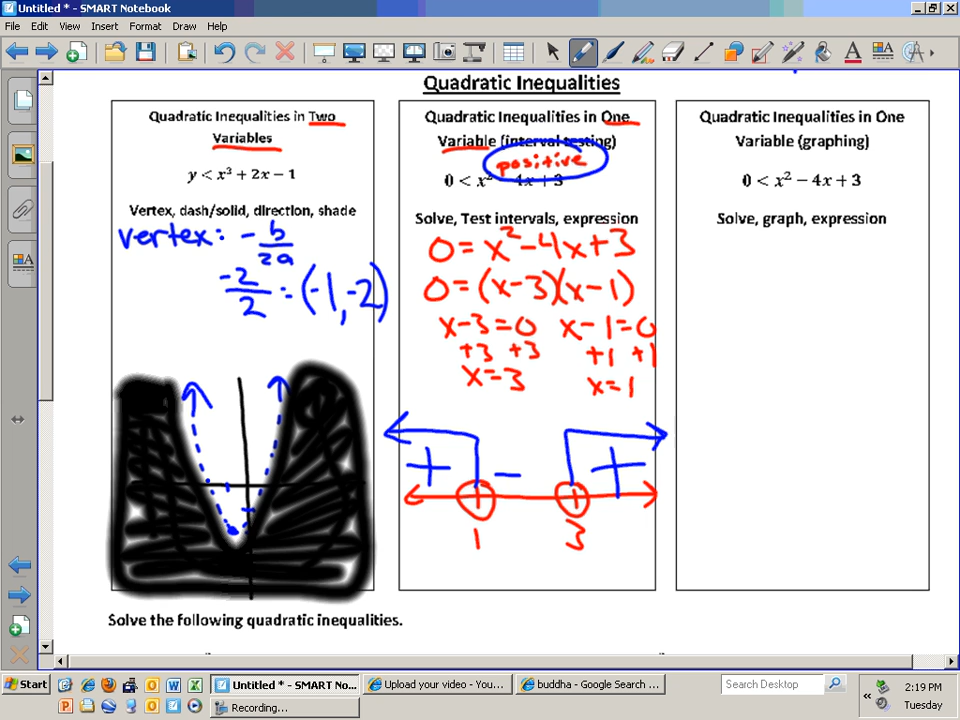 Untitled * - SMART Notebook
File Edit View Insert Format Draw Help
Quadratic Inequalities
Quadratic Inequalities in Two
Variables
y < x² + 2x − 1
Vertex, dash/solid, direction, shade
vertex: -b/2a
-2/2 = (-1,-2)
Quadratic Inequalities in One
Variable (interval testing)
positive
0 < x² − 4x + 3
Solve, Test intervals, expression
0 = x² - 4x + 3
0 = (x-3)(x-1)
x-3=0 x-1=0
+3 +3 +1 +1
x=3 x=1
+ - +
1 3
Quadratic Inequalities in One
Variable (graphing)
0 < x² − 4x + 3
Solve, graph, expression
Solve the following quadratic inequalities.
Start Untitled * - SMART No... Upload your video - You... buddha - Google Search ... Search Desktop 2:19 PM
Recording... Tuesday